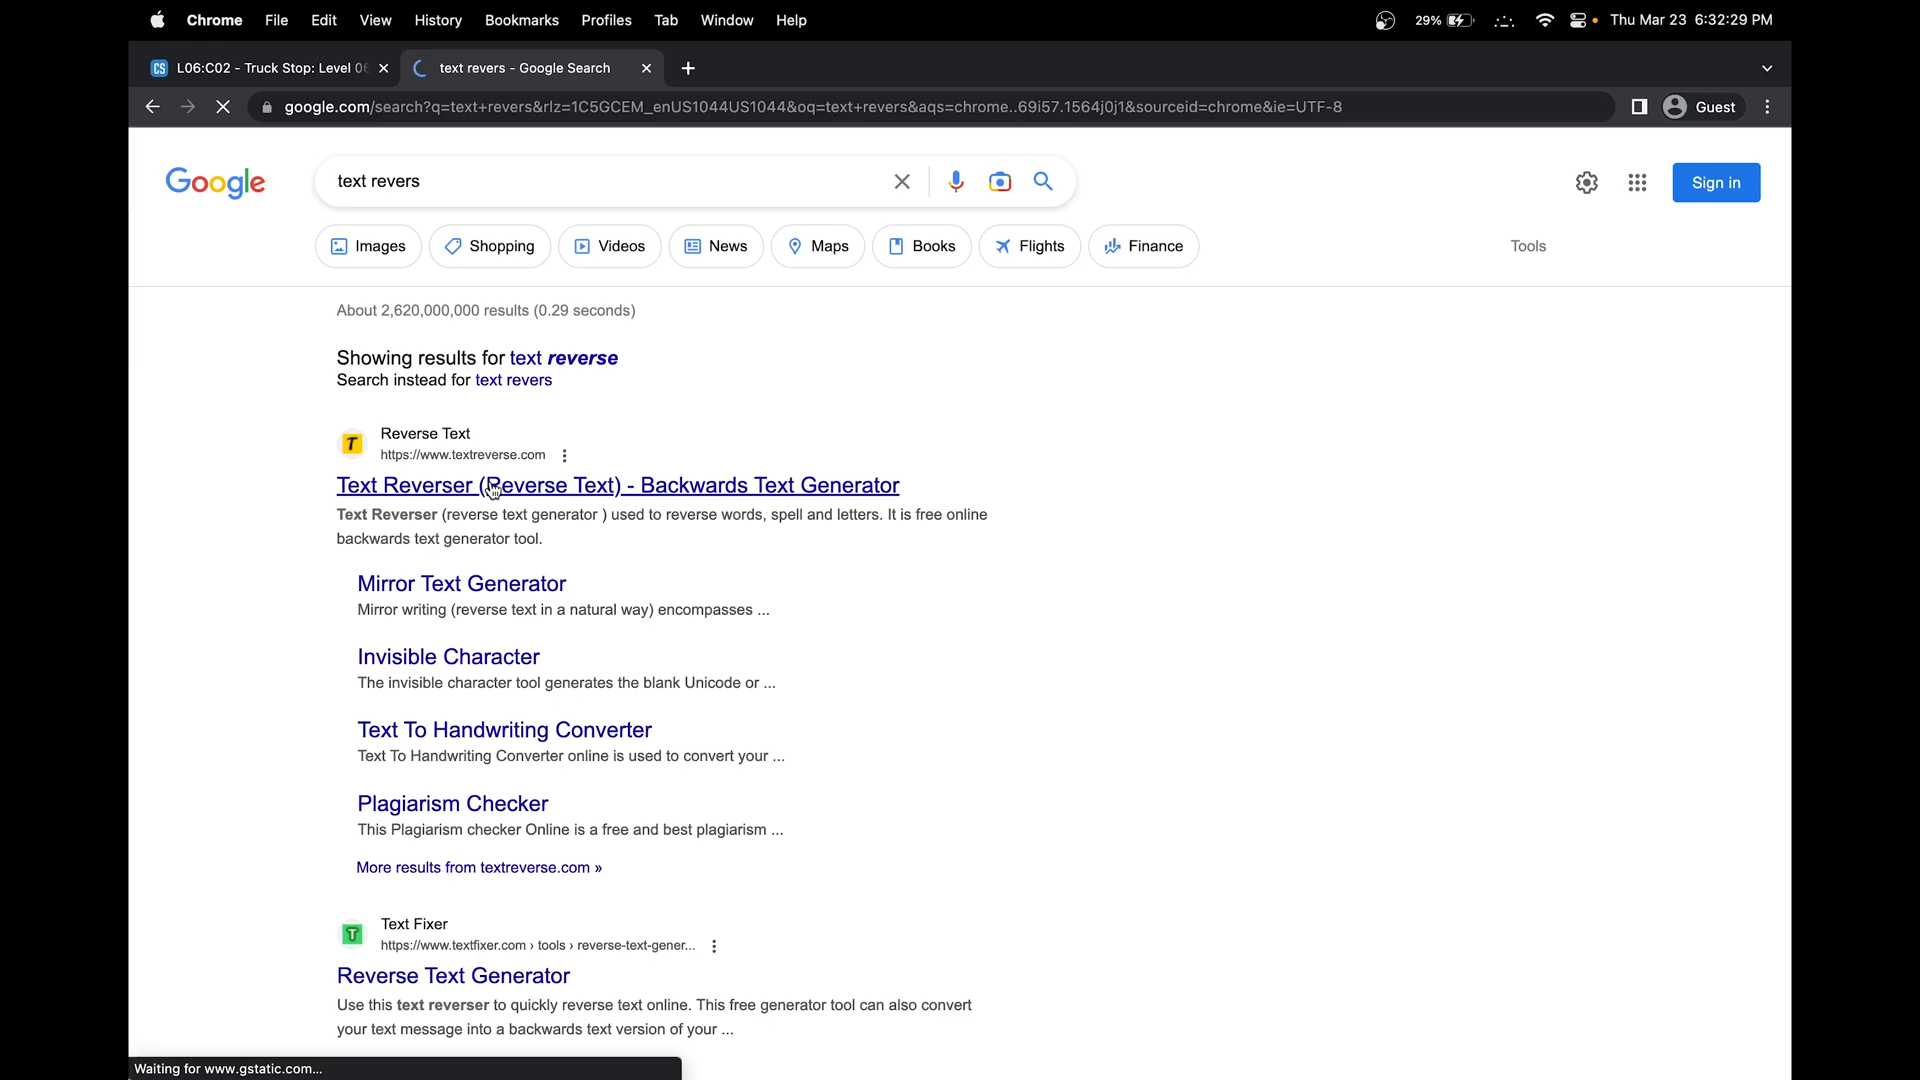 Chrome File Edit View History Bookmarks Profiles Tab Window Help 29% Thu Mar 23 6:32:29 PM
CS L06:C02 - Truck Stop: Level 06 text revers - Google Search
google.com/search?q=text+revers&rlz=1C5GCEM_enUS1044US1044&oq=text+revers&aqs=chrome..69i57.1564j0j1&sourceid=chrome&ie=UTF-8 Guest
Google text revers Sign in
Images Shopping Videos News Maps Books Flights Finance Tools
About 2,620,000,000 results (0.29 seconds)
Showing results for text reverse
Search instead for text revers
T Reverse Text
https://www.textreverse.com
Text Reverser (Reverse Text) - Backwards Text Generator
Text Reverser (reverse text generator ) used to reverse words, spell and letters. It is free online
backwards text generator tool.
Mirror Text Generator
Mirror writing (reverse text in a natural way) encompasses ...
Invisible Character
The invisible character tool generates the blank Unicode or ...
Text To Handwriting Converter
Text To Handwriting Converter online is used to convert your ...
Plagiarism Checker
This Plagiarism checker Online is a free and best plagiarism ...
More results from textreverse.com »
T Text Fixer
https://www.textfixer.com › tools › reverse-text-gener...
Reverse Text Generator
Use this text reverser to quickly reverse text online. This free generator tool can also convert
your text message into a backwards text version of your ...
Waiting for www.gstatic.com...